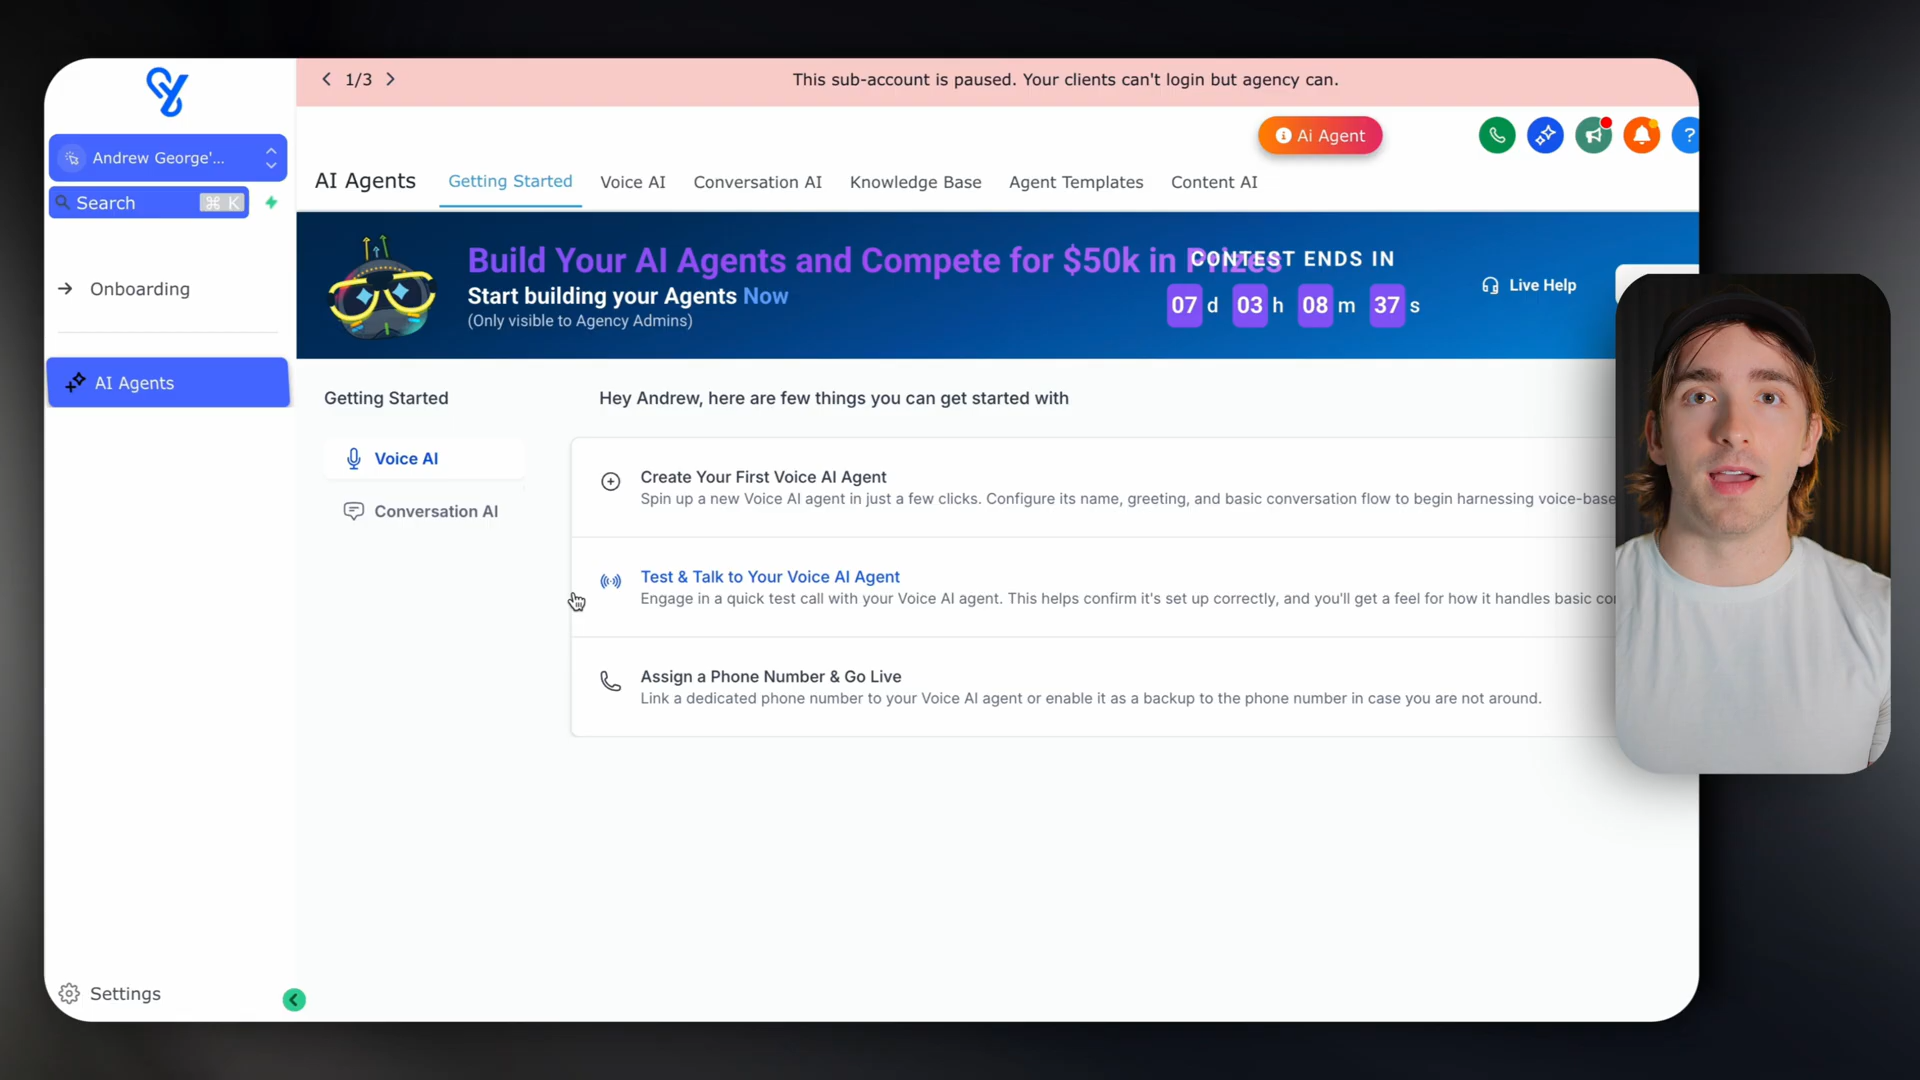 1/3
This sub-account is paused. Your clients can't login but agency can.
Andrew George'...
Search ⌘ K
Onboarding
AI Agents
Settings
Ai Agent
?
AI Agents Getting Started Voice AI Conversation AI Knowledge Base Agent Templates Content AI
Build Your AI Agents and Compete for $50k in Prizes
Start building your Agents Now
(Only visible to Agency Admins)
CONTEST ENDS IN
07 d 03 h 08 m 37 s
Live Help
Getting Started
Voice AI
Conversation AI
Hey Andrew, here are few things you can get started with
Create Your First Voice AI Agent
Spin up a new Voice AI agent in just a few clicks. Configure its name, greeting, and basic conversation flow to begin harnessing voice-base
Test & Talk to Your Voice AI Agent
Engage in a quick test call with your Voice AI agent. This helps confirm it's set up correctly, and you'll get a feel for how it handles basic co
Assign a Phone Number & Go Live
Link a dedicated phone number to your Voice AI agent or enable it as a backup to the phone number in case you are not around.